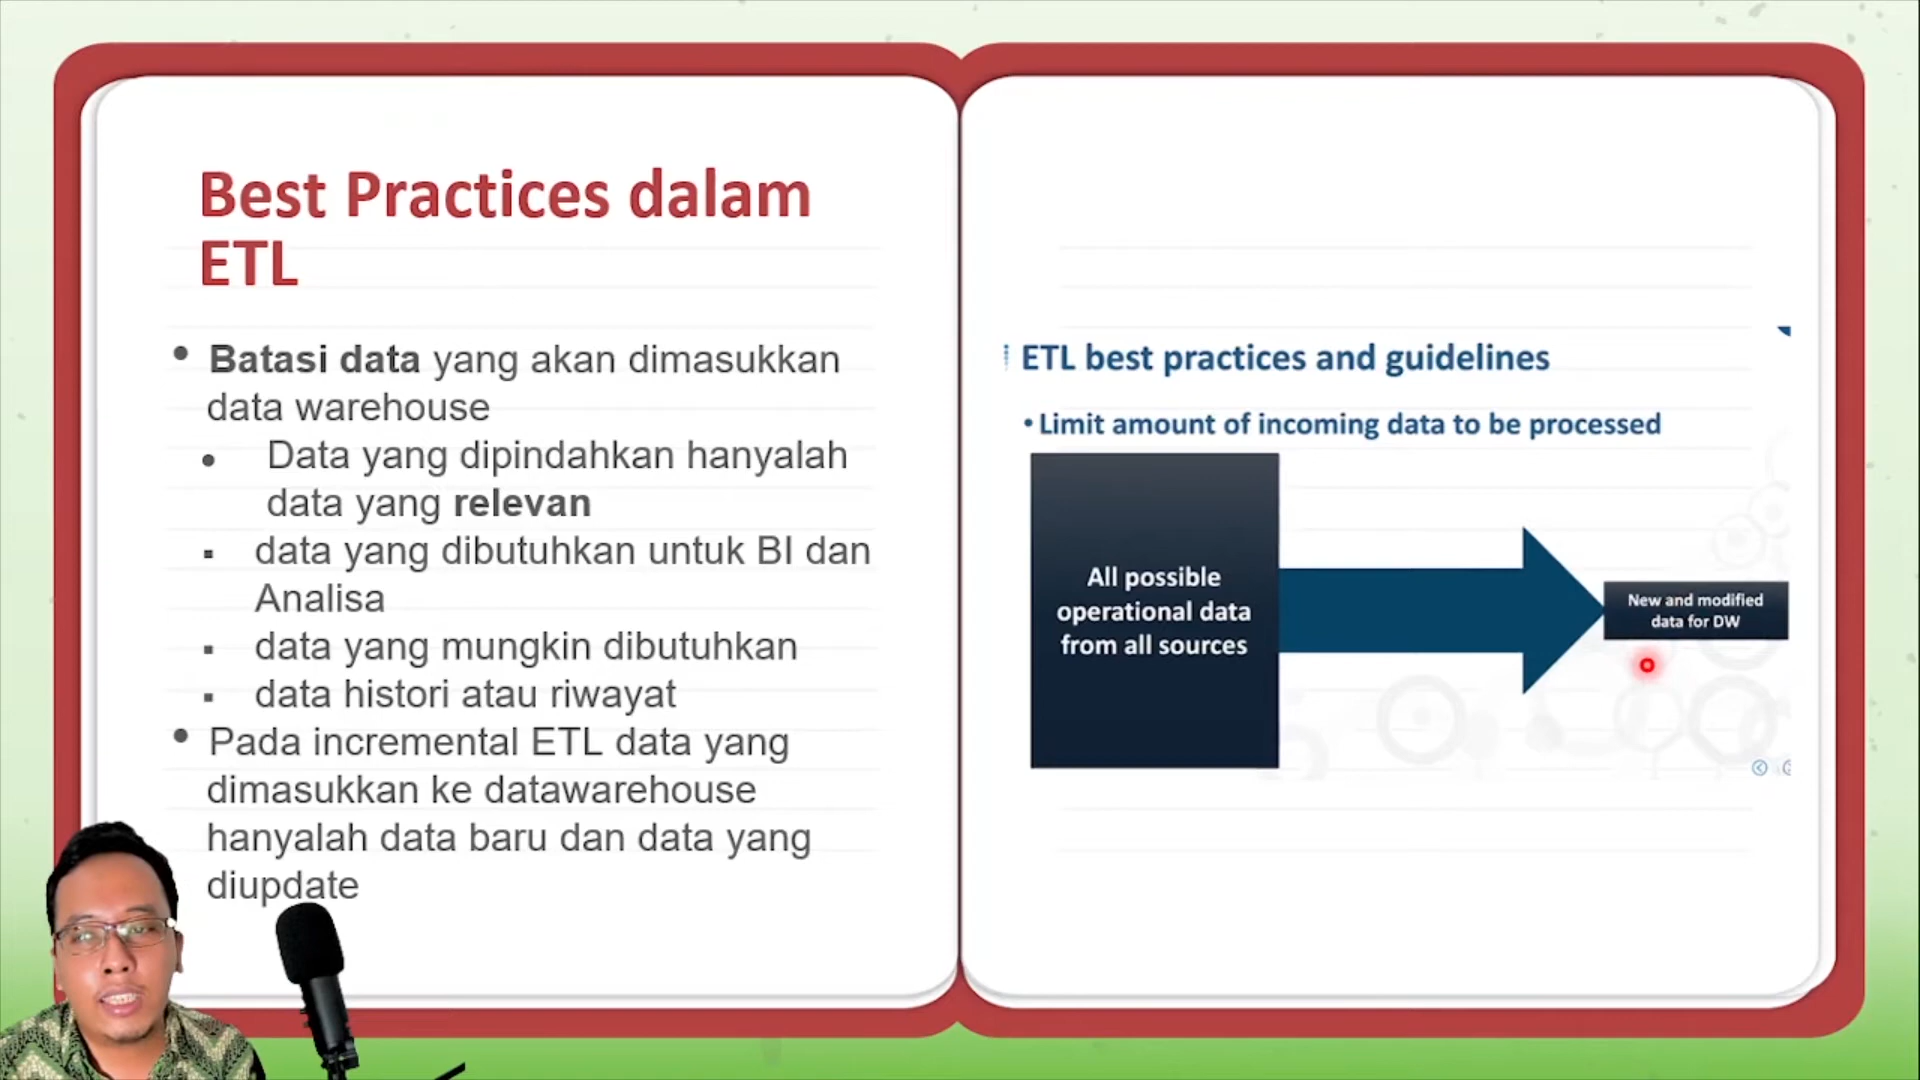 Best Practices dalam
ETL
• Batasi data yang akan dimasukkan
data warehouse
• Data yang dipindahkan hanyalah
data yang relevan
▪ data yang dibutuhkan untuk BI dan
Analisa
▪ data yang mungkin dibutuhkan
▪ data histori atau riwayat
• Pada incremental ETL data yang
dimasukkan ke datawarehouse
hanyalah data baru dan data yang
diupdate
ETL best practices and guidelines
• Limit amount of incoming data to be processed
All possible
operational data
from all sources
New and modified
data for DW